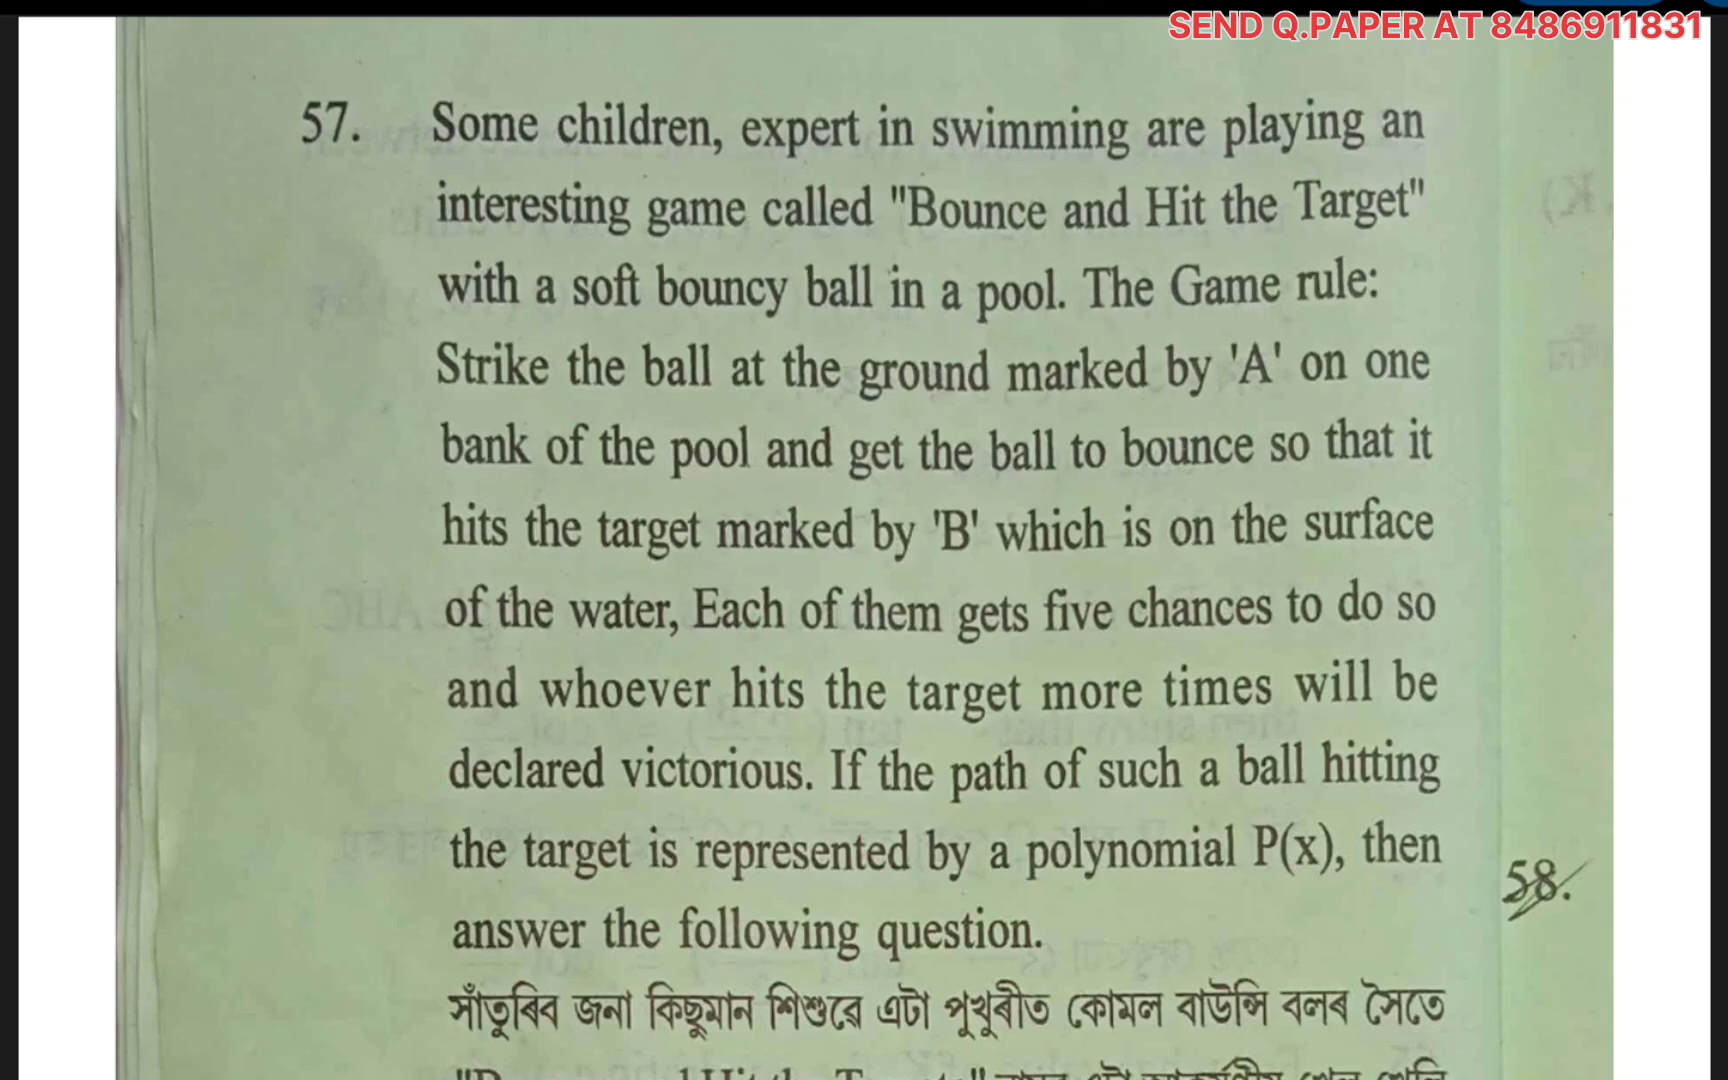 SEND Q.PAPER AT 8486911831
57. Some children, expert in swimming are playing an
interesting game called "Bounce and Hit the Target"
with a soft bouncy ball in a pool. The Game rule:
Strike the ball at the ground marked by 'A' on one
bank of the pool and get the ball to bounce so that it
hits the target marked by 'B' which is on the surface
of the water, Each of them gets five chances to do so
and whoever hits the target more times will be
declared victorious. If the path of such a ball hitting
the target is represented by a polynomial P(x), then
58.
answer the following question.
সাঁতুৰিব জনা কিছুমান শিশুৱে এটা পুখুৰীত কোমল বাউন্সি বলৰ সৈতে